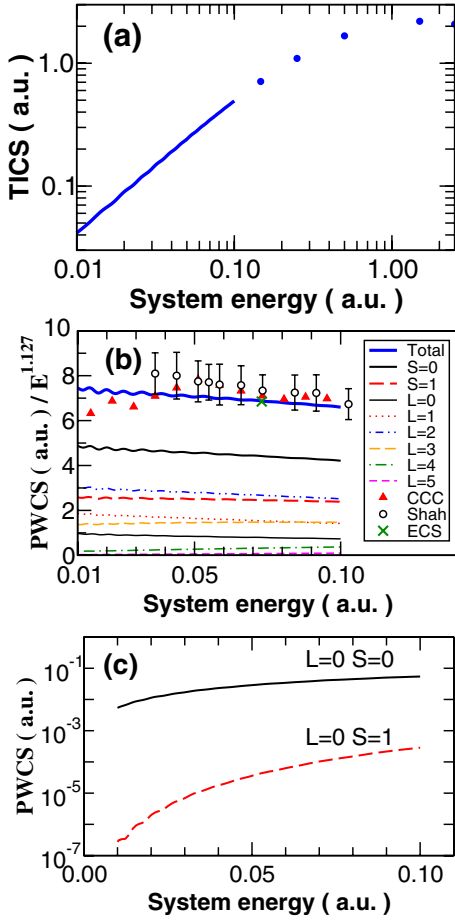 (a)
TICS ( a.u. )
1.0
0.1
0.01 0.10 1.00
System energy ( a.u. )
(b)
PWCS ( a.u. ) / E^1.127
10
8
6
4
2
0
0.01 0.05 0.10
System energy ( a.u. )
Total
S=0
S=1
L=0
L=1
L=2
L=3
L=4
L=5
CCC
Shah
ECS
(c)
PWCS ( a.u. )
10^-1
10^-3
10^-5
10^-7
L=0 S=0
L=0 S=1
0.00 0.05 0.10
System energy ( a.u. )